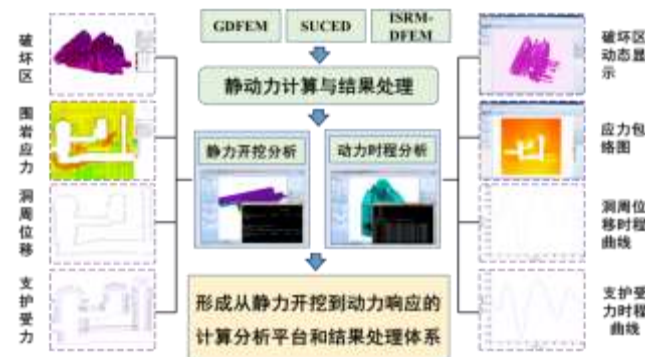 GDFEM
SUCED
ISRM-
DFEM
静动力计算与结果处理
静力开挖分析
动力时程分析
形成从静力开挖到动力响应的
计算分析平台和结果处理体系
破
坏
区
围
岩
应
力
洞
周
位
移
支
护
受
力
破坏区
动态显
示
应力包
络图
洞周位
移时程
曲线
支护受
力时程
曲线